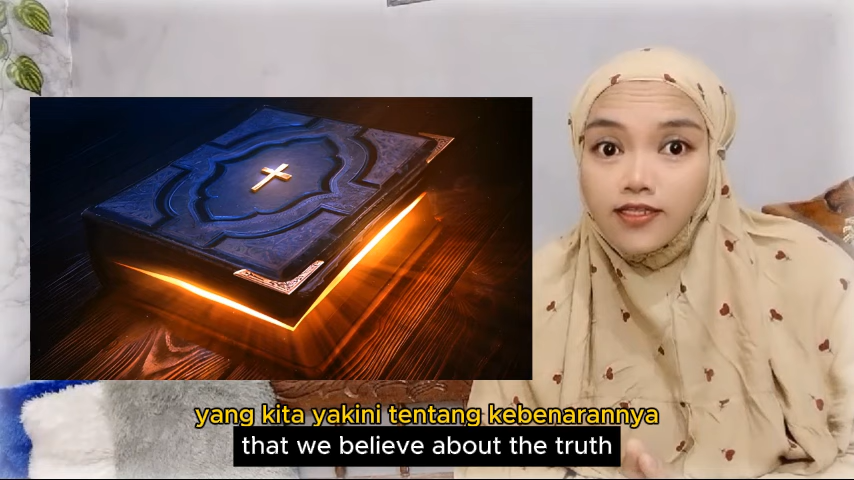 yang kita yakini tentang kebenarannya
that we believe about the truth